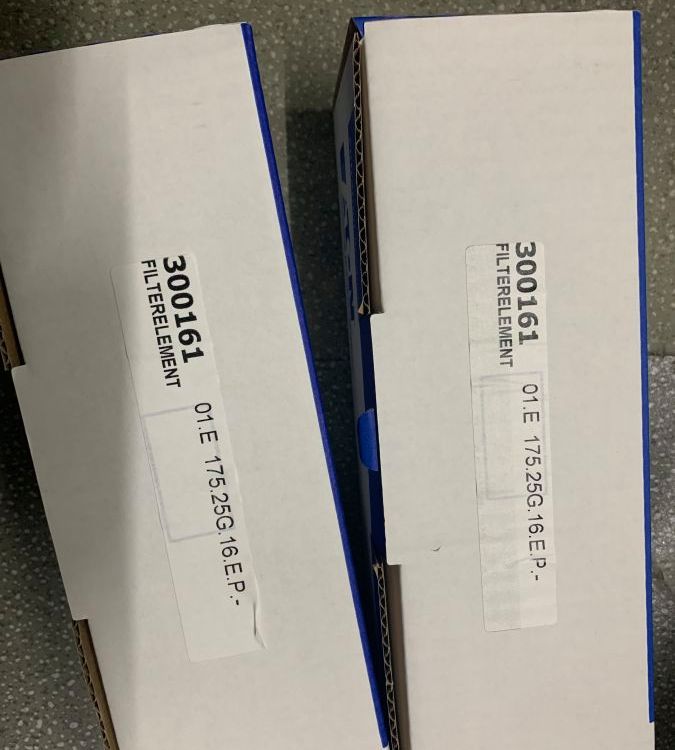 300161
FILTERELEMENT
01.E 175.25G.16.E.P.-
300161
FILTERELEMENT
01.E 175.25G.16.E.P.-